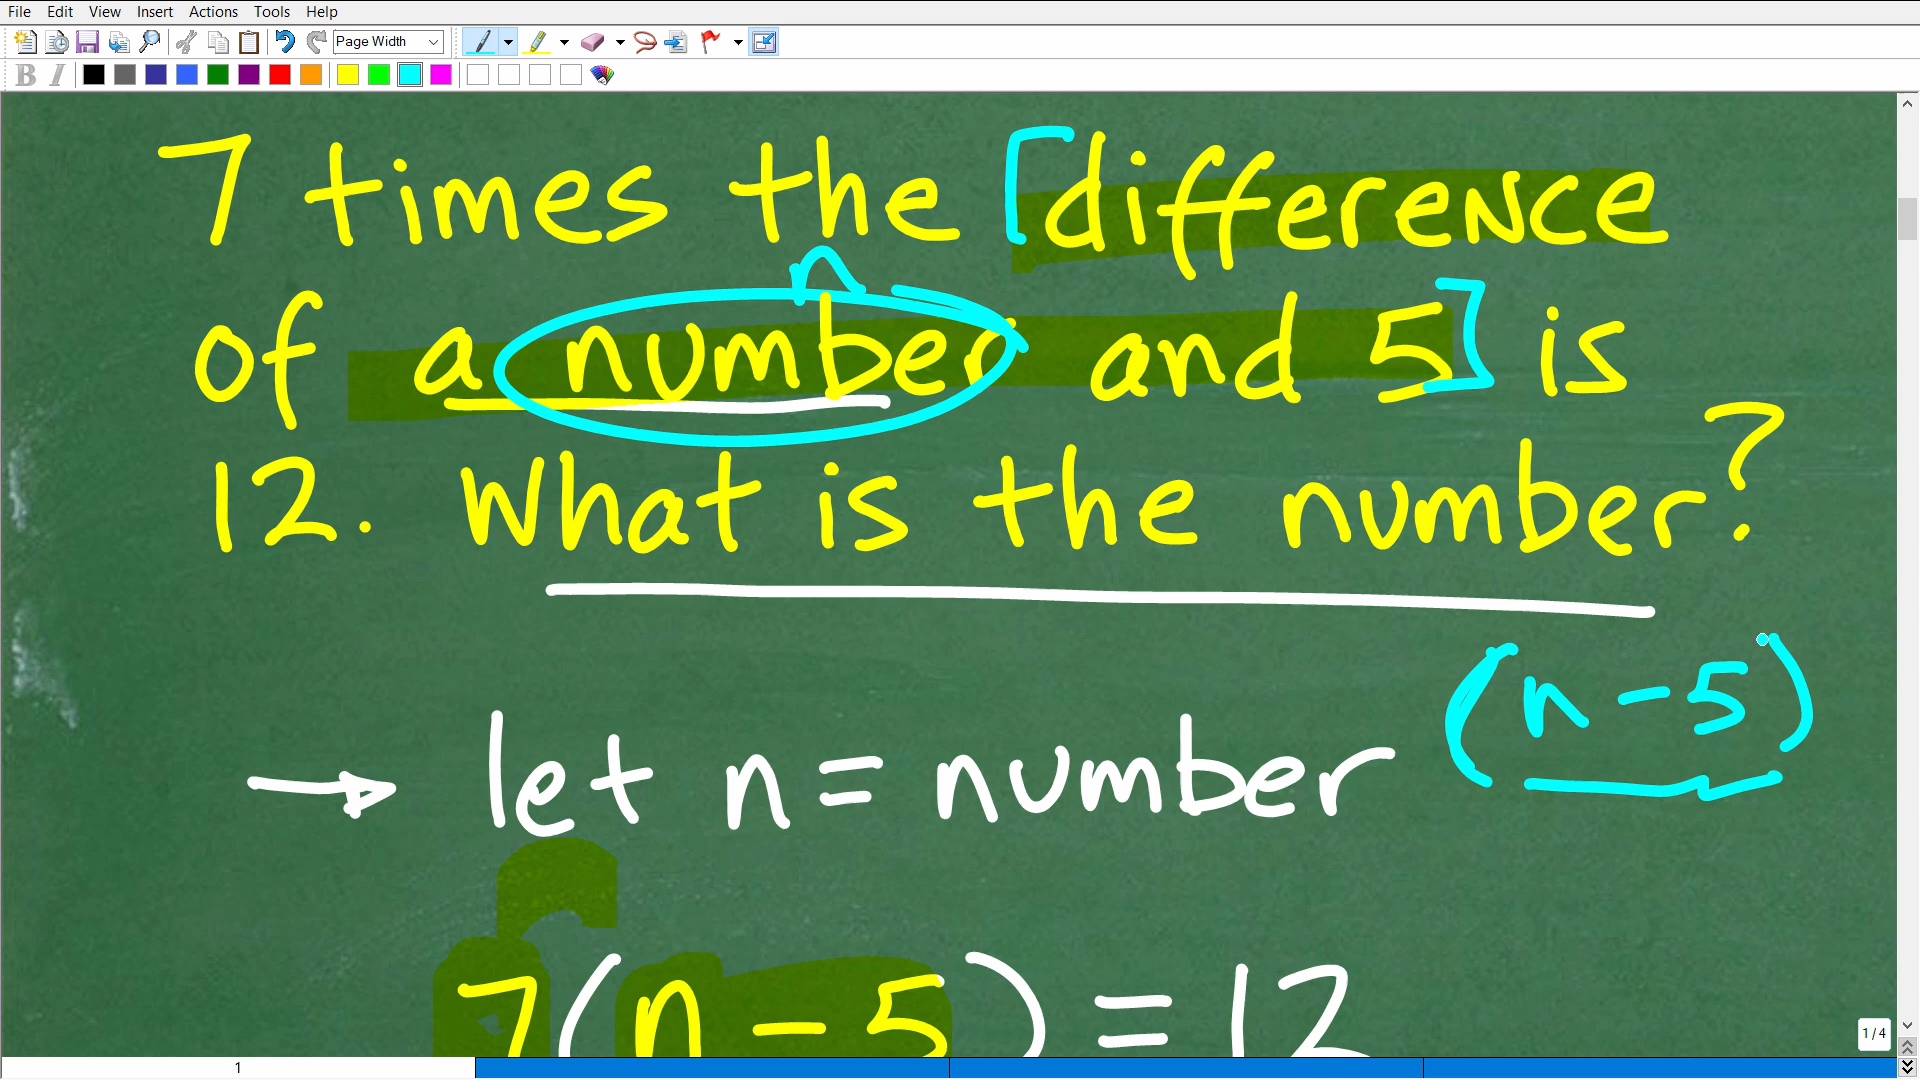 File Edit View Insert Actions Tools Help
Page Width
B I
7 times the [difference
n
of a number and 5] is
12. What is the number?
(n - 5)
→ let n = number
7(n - 5) = 12
1/4
1